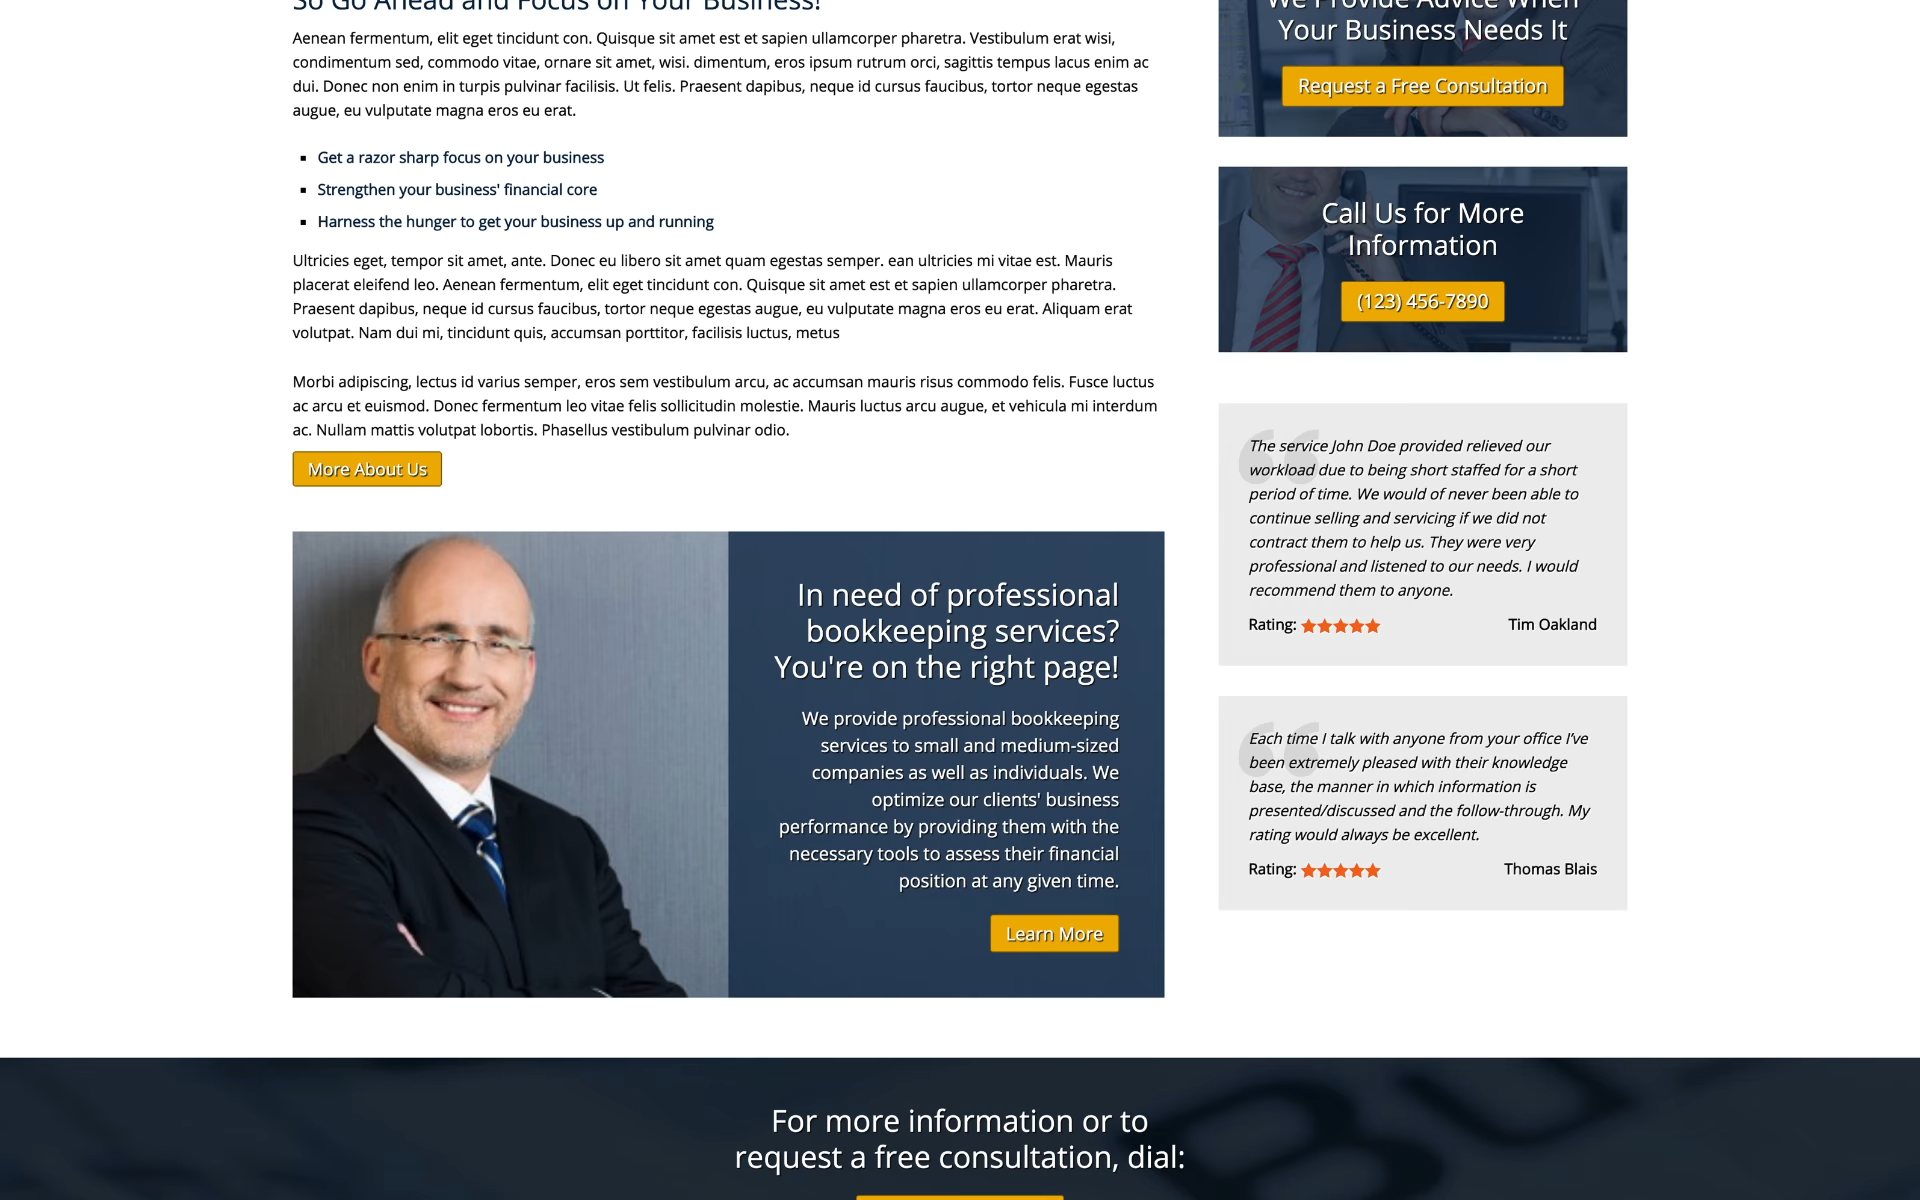 So Go Ahead and Focus on Your Business!
Aenean fermentum, elit eget tincidunt con. Quisque sit amet est et sapien ullamcorper pharetra. Vestibulum erat wisi,
condimentum sed, commodo vitae, ornare sit amet, wisi. dimentum, eros ipsum rutrum orci, sagittis tempus lacus enim ac
dui. Donec non enim in turpis pulvinar facilisis. Ut felis. Praesent dapibus, neque id cursus faucibus, tortor neque egestas
augue, eu vulputate magna eros eu erat.
Get a razor sharp focus on your business
Strengthen your business' financial core
Harness the hunger to get your business up and running
Ultricies eget, tempor sit amet, ante. Donec eu libero sit amet quam egestas semper. ean ultricies mi vitae est. Mauris
placerat eleifend leo. Aenean fermentum, elit eget tincidunt con. Quisque sit amet est et sapien ullamcorper pharetra.
Praesent dapibus, neque id cursus faucibus, tortor neque egestas augue, eu vulputate magna eros eu erat. Aliquam erat
volutpat. Nam dui mi, tincidunt quis, accumsan porttitor, facilisis luctus, metus
Morbi adipiscing, lectus id varius semper, eros sem vestibulum arcu, ac accumsan mauris risus commodo felis. Fusce luctus
ac arcu et euismod. Donec fermentum leo vitae felis sollicitudin molestie. Mauris luctus arcu augue, et vehicula mi interdum
ac. Nullam mattis volutpat lobortis. Phasellus vestibulum pulvinar odio.
More About Us
In need of professional
bookkeeping services?
You're on the right page!
We provide professional bookkeeping
services to small and medium-sized
companies as well as individuals. We
optimize our clients' business
performance by providing them with the
necessary tools to assess their financial
position at any given time.
Learn More
We Provide Advice When
Your Business Needs It
Request a Free Consultation
Call Us for More
Information
(123) 456-7890
The service John Doe provided relieved our
workload due to being short staffed for a short
period of time. We would of never been able to
continue selling and servicing if we did not
contract them to help us. They were very
professional and listened to our needs. I would
recommend them to anyone.
Rating: ★★★★★ Tim Oakland
Each time I talk with anyone from your office I've
been extremely pleased with their knowledge
base, the manner in which information is
presented/discussed and the follow-through. My
rating would always be excellent.
Rating: ★★★★★ Thomas Blais
For more information or to
request a free consultation, dial: